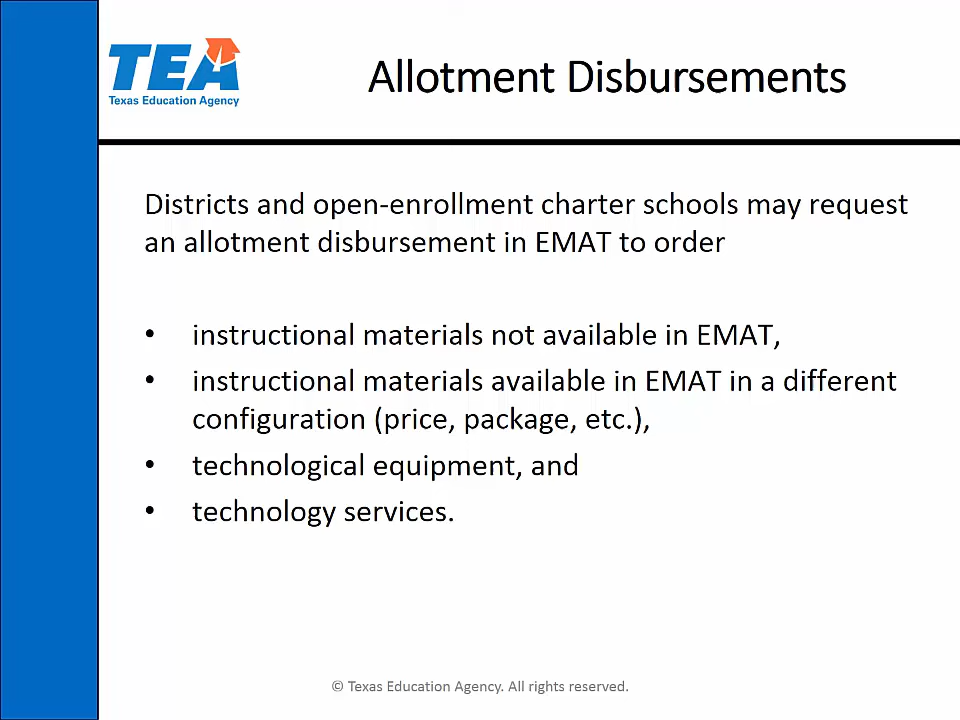 TEA
Texas Education Agency
Allotment Disbursements
Districts and open-enrollment charter schools may request
an allotment disbursement in EMAT to order
• instructional materials not available in EMAT,
• instructional materials available in EMAT in a different
configuration (price, package, etc.),
• technological equipment, and
• technology services.
© Texas Education Agency. All rights reserved.